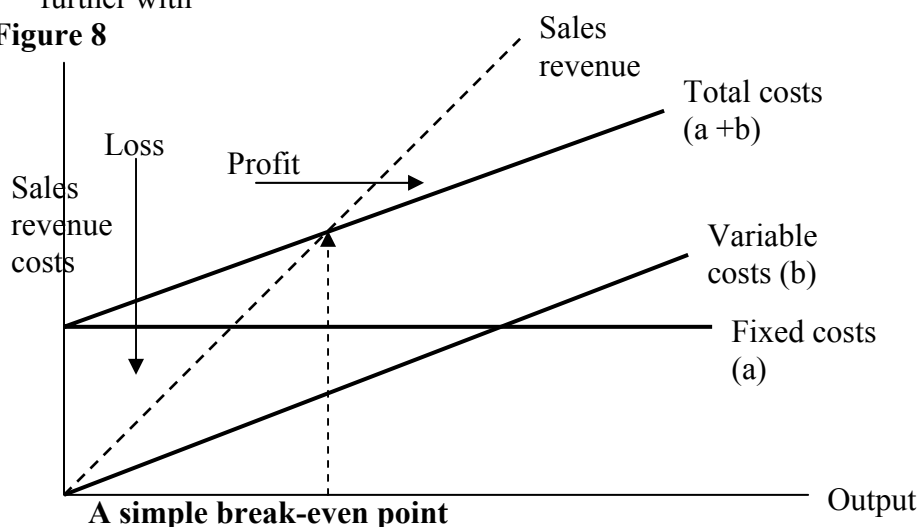 further with
Figure 8
Sales
revenue
Total costs
(a +b)
Loss
Profit
Sales
revenue
costs
Variable
costs (b)
Fixed costs
(a)
Output
A simple break-even point